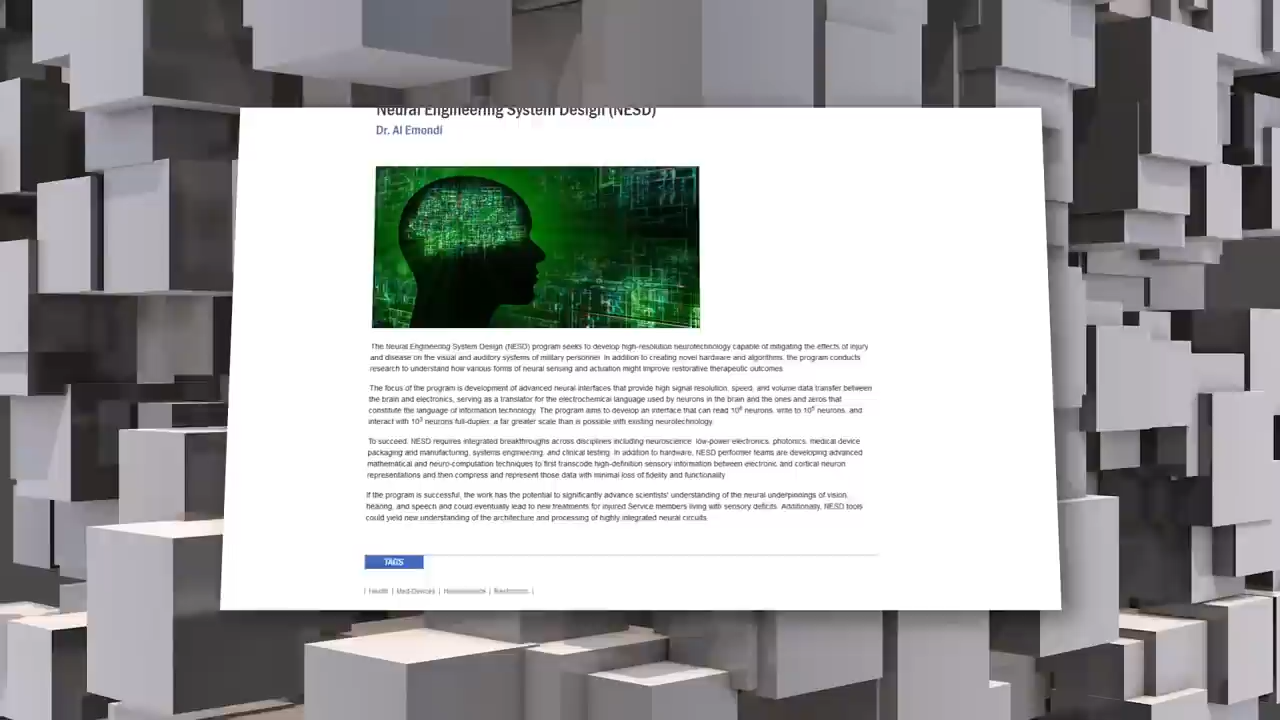 Neural Engineering System Design (NESD)
Dr. Al Emondi
The Neural Engineering System Design (NESD) program seeks to develop high-resolution neurotechnology capable of mitigating the effects of injury
and disease on the visual and auditory systems of military personnel. In addition to creating novel hardware and algorithms, the program conducts
research to understand how various forms of neural sensing and actuation might improve restorative therapeutic outcomes.
The focus of the program is development of advanced neural interfaces that provide high signal resolution, speed, and volume data transfer between
the brain and electronics, serving as a translator for the electrochemical language used by neurons in the brain and the ones and zeros that
constitute the language of information technology. The program aims to develop an interface that can read 10⁶ neurons, write to 10⁵ neurons, and
interact with 10³ neurons full-duplex, a far greater scale than is possible with existing neurotechnology.
To succeed, NESD requires integrated breakthroughs across disciplines including neuroscience, low-power electronics, photonics, medical device
packaging and manufacturing, systems engineering, and clinical testing. In addition to hardware, NESD performer teams are developing advanced
mathematical and neuro-computation techniques to first transcode high-definition sensory information between electronic and cortical neuron
representations and then compress and represent those data with minimal loss of fidelity and functionality.
If the program is successful, the work has the potential to significantly advance scientists' understanding of the neural underpinnings of vision,
hearing, and speech and could eventually lead to new treatments for injured Service members living with sensory deficits. Additionally, NESD tools
could yield new understanding of the architecture and processing of highly integrated neural circuits.
TAGS
| Health | Med-Devices |